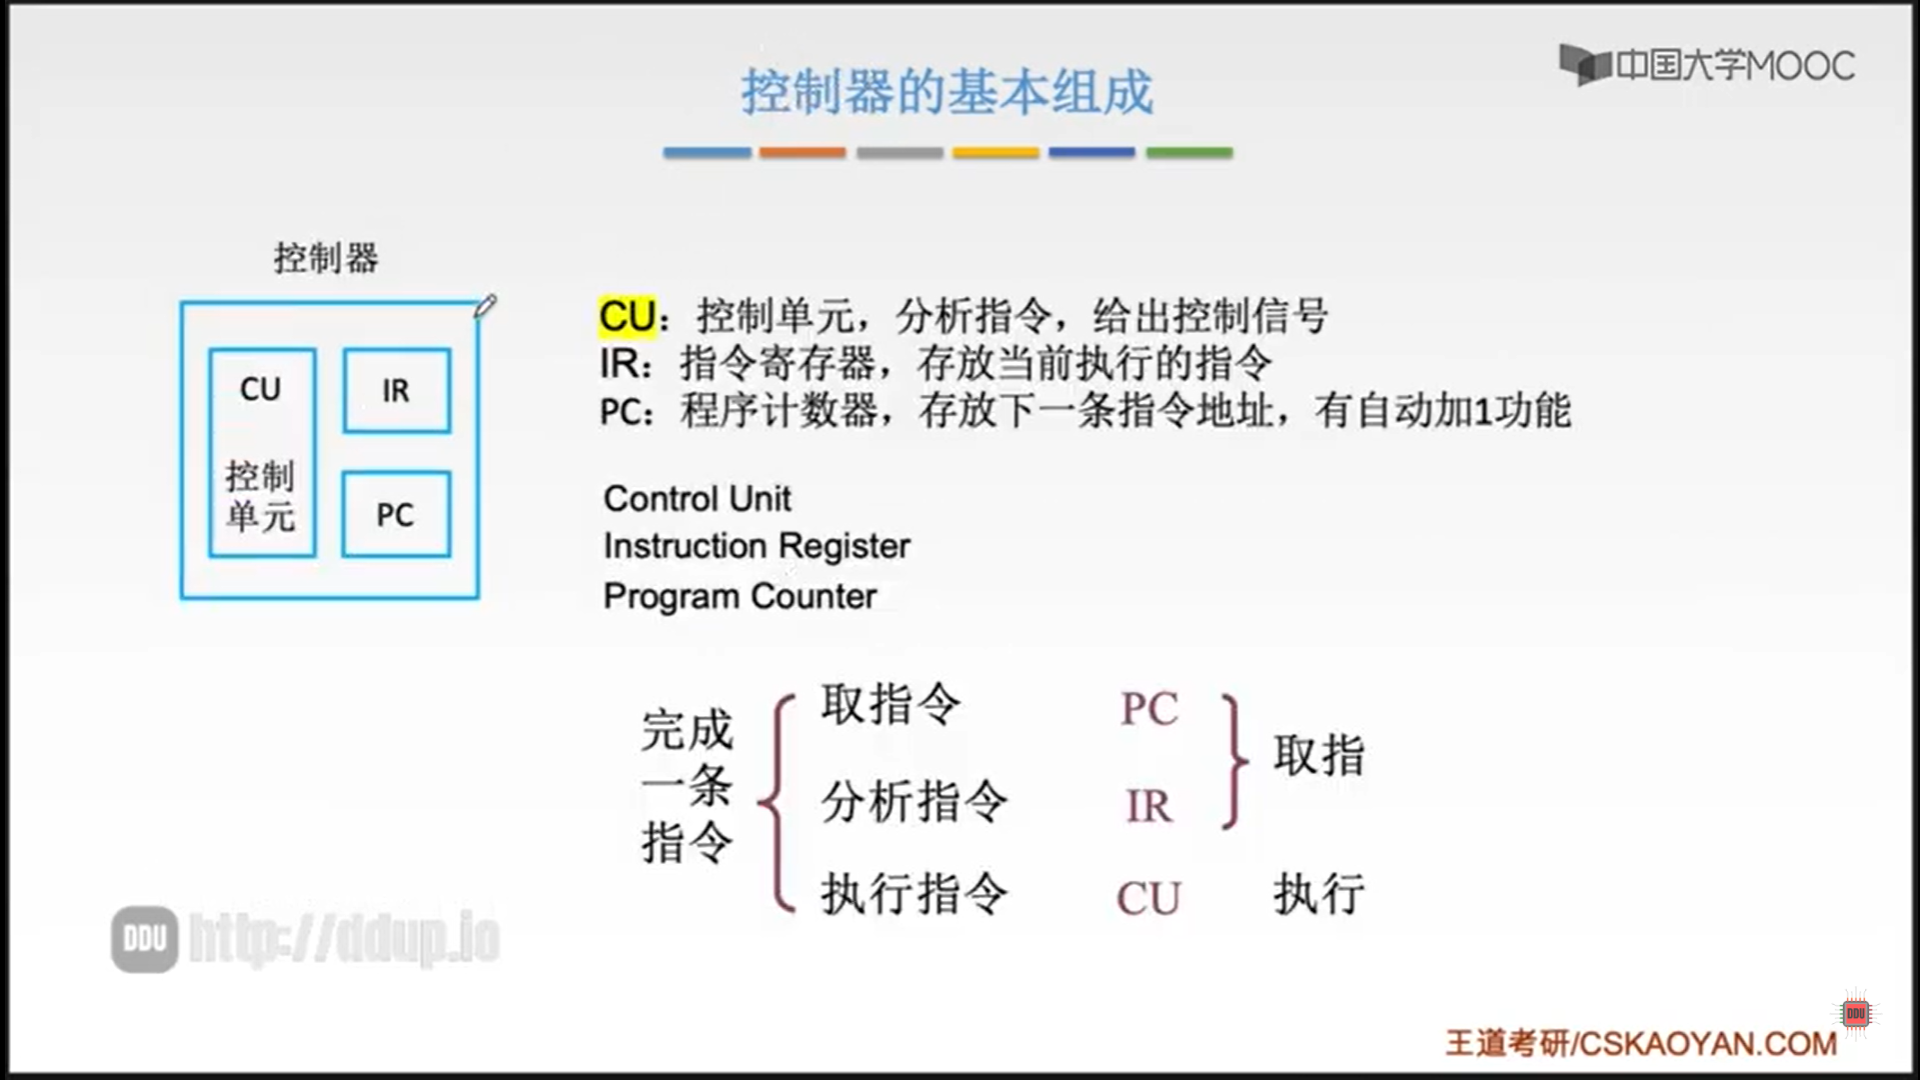 中国大学MOOC
控制器的基本组成
控制器
CU
控制
单元
IR
PC
CU：控制单元，分析指令，给出控制信号
IR：指令寄存器，存放当前执行的指令
PC：程序计数器，存放下一条指令地址，有自动加1功能
Control Unit
Instruction Register
Program Counter
完成
一条
指令
取指令
PC
分析指令
IR
取指
执行指令
CU
执行
DDU http://ddup.io
DDU
王道考研/CSKAOYAN.COM